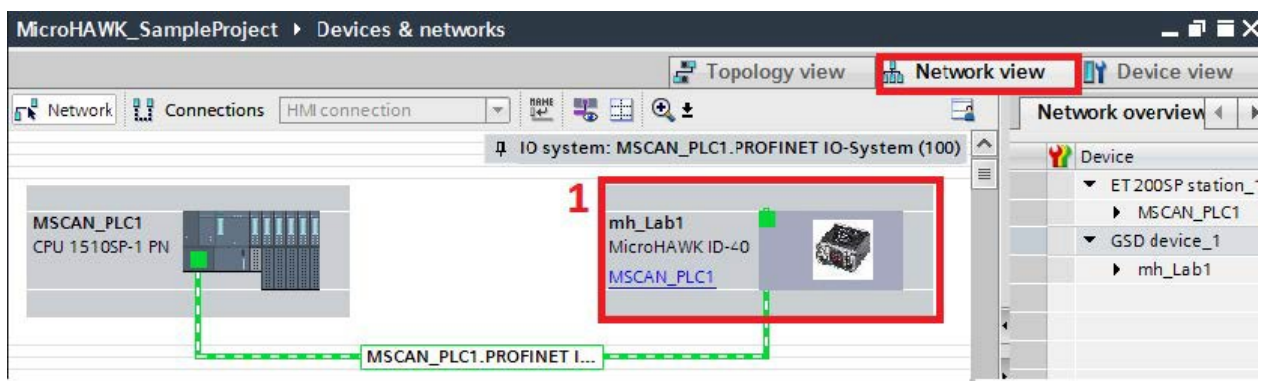 MicroHAWK_SampleProject ▸ Devices & networks
Topology view Network view Device view
Network Connections HMI connection
Network overview
IO system: MSCAN_PLC1.PROFINET IO-System (100)
Device
ET 200SP station_1
MSCAN_PLC1
GSD device_1
mh_Lab1
1
MSCAN_PLC1
CPU 1510SP-1 PN
mh_Lab1
MicroHAWK ID-40
MSCAN_PLC1
MSCAN_PLC1.PROFINET I...